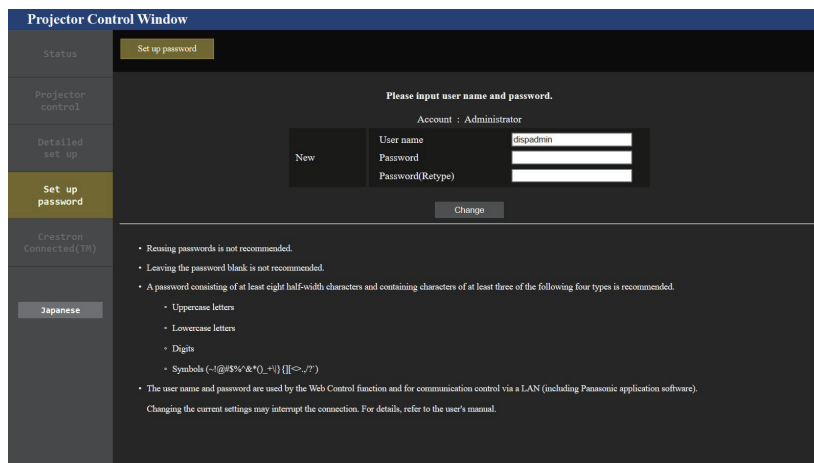 Projector Control Window
Status
Set up password
Projector
control
Detailed
set up
Set up
password
Crestron
Connected(TM)
Japanese
Please input user name and password.
Account : Administrator
New
User name
dispadmin
Password
Password(Retype)
Change
• Reusing passwords is not recommended.
• Leaving the password blank is not recommended.
• A password consisting of at least eight half-width characters and containing characters of at least three of the following four types is recommended.
◦ Uppercase letters
◦ Lowercase letters
◦ Digits
◦ Symbols (~!@#$%^&*()_+\|}{][<>.,/?`)
• The user name and password are used by the Web Control function and for communication control via a LAN (including Panasonic application software).
Changing the current settings may interrupt the connection. For details, refer to the user's manual.